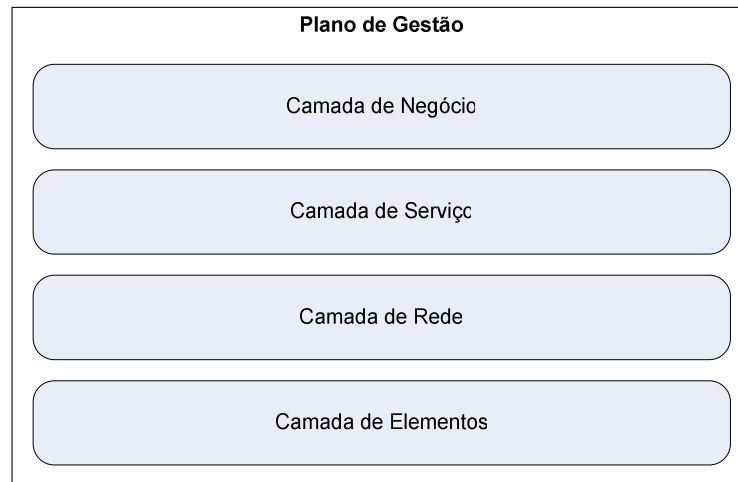 Plano de Gestão
Camada de Negócio
Camada de Serviço
Camada de Rede
Camada de Elementos